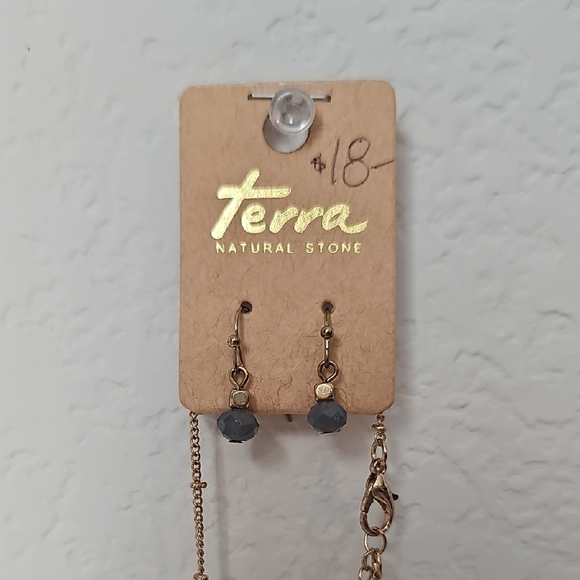 $18-
Terra
NATURAL STONE